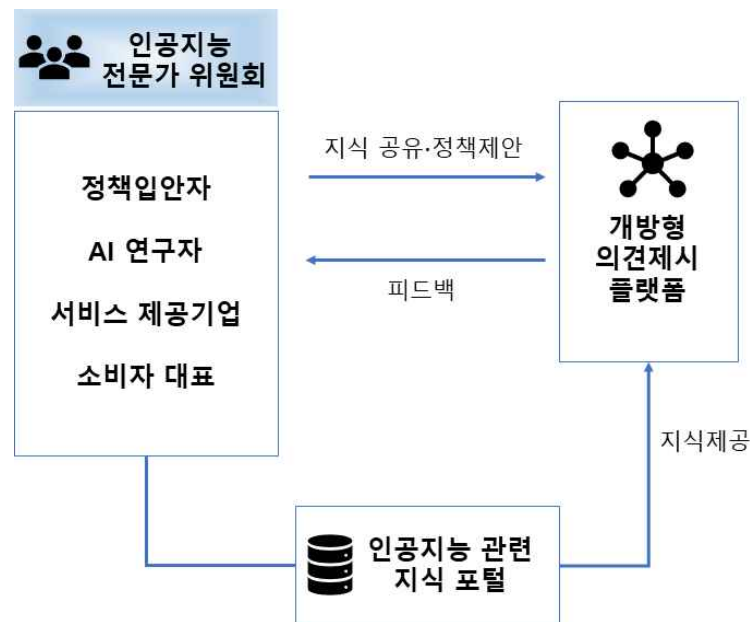 인공지능
전문가 위원회
정책입안자
AI 연구자
서비스 제공기업
소비자 대표
지식 공유·정책제안
피드백
개방형
의견제시
플랫폼
지식제공
인공지능 관련
지식 포털